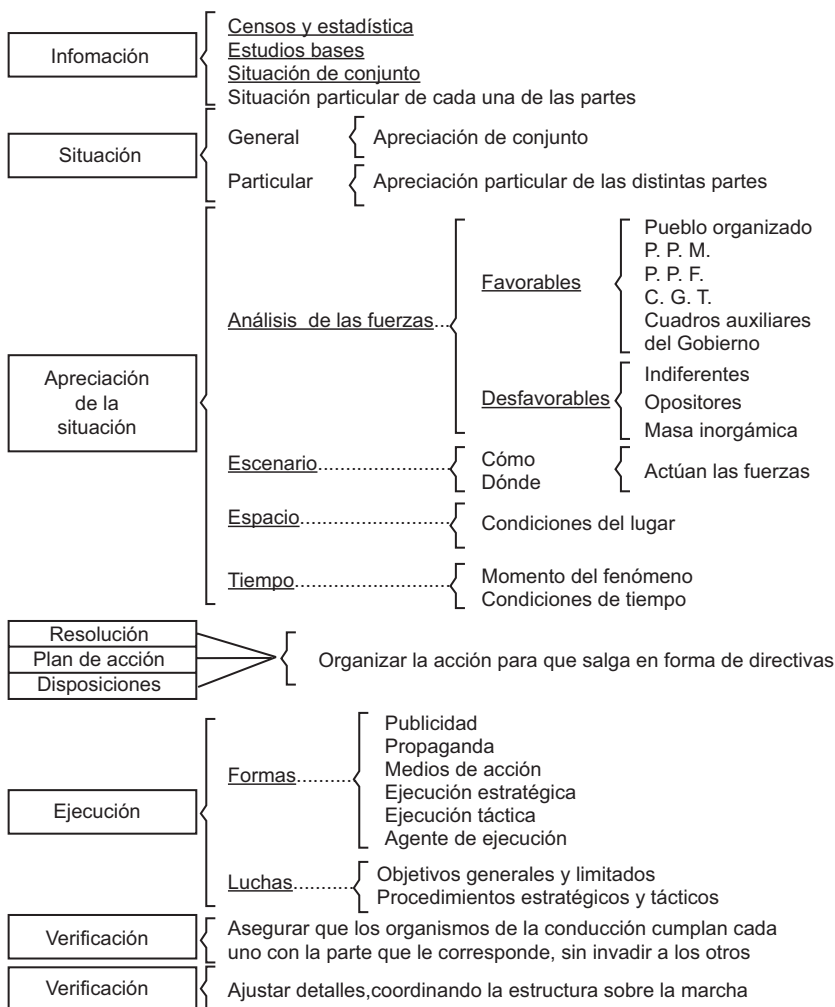 Infomación
Censos y estadística
Estudios bases
Situación de conjunto
Situación particular de cada una de las partes
Situación
General
Apreciación de conjunto
Particular
Apreciación particular de las distintas partes
Apreciación
de la
situación
Análisis de las fuerzas...
Favorables
Pueblo organizado
P. P. M.
P. P. F.
C. G. T.
Cuadros auxiliares
del Gobierno
Desfavorables
Indiferentes
Opositores
Masa inorgámica
Escenario..................
Cómo
Dónde
Actúan las fuerzas
Espacio.....................
Condiciones del lugar
Tiempo......................
Momento del fenómeno
Condiciones de tiempo
Resolución
Plan de acción
Disposiciones
Organizar la acción para que salga en forma de directivas
Ejecución
Formas..........
Publicidad
Propaganda
Medios de acción
Ejecución estratégica
Ejecución táctica
Agente de ejecución
Luchas..........
Objetivos generales y limitados
Procedimientos estratégicos y tácticos
Verificación
Asegurar que los organismos de la conducción cumplan cada
uno con la parte que le corresponde, sin invadir a los otros
Verificación
Ajustar detalles,coordinando la estructura sobre la marcha